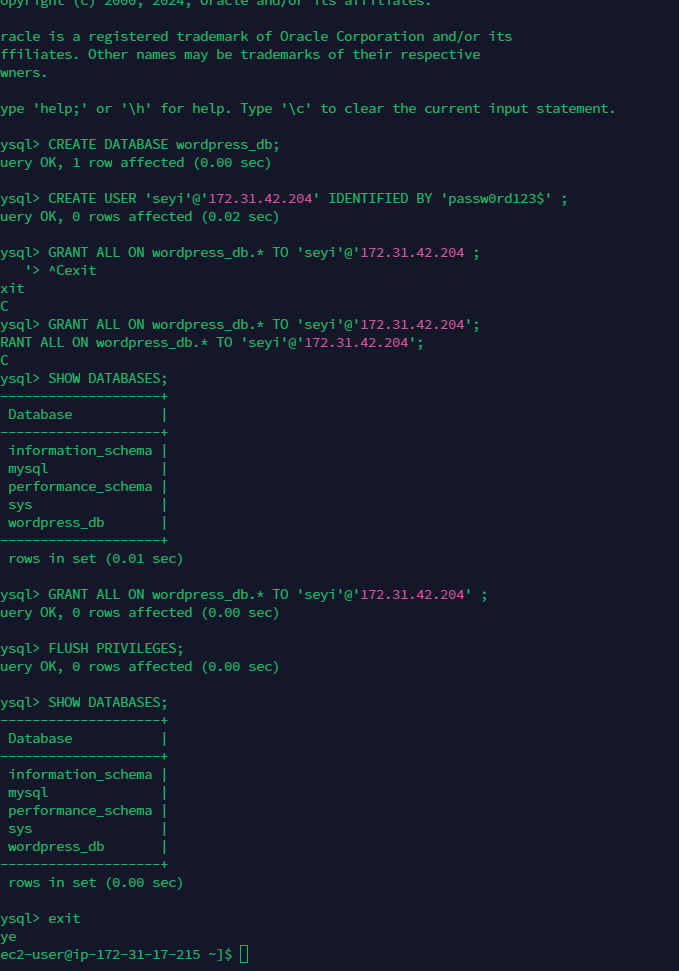 opyright (c) 2000, 2024, Oracle and/or its affiliates.
racle is a registered trademark of Oracle Corporation and/or its
ffiliates. Other names may be trademarks of their respective
wners.
ype 'help;' or '\h' for help. Type '\c' to clear the current input statement.
ysql> CREATE DATABASE wordpress_db;
uery OK, 1 row affected (0.00 sec)
ysql> CREATE USER 'seyi'@'172.31.42.204' IDENTIFIED BY 'passw0rd123$' ;
uery OK, 0 rows affected (0.02 sec)
ysql> GRANT ALL ON wordpress_db.* TO 'seyi'@'172.31.42.204 ;
'> ^Cexit
xit
C
ysql> GRANT ALL ON wordpress_db.* TO 'seyi'@'172.31.42.204';
RANT ALL ON wordpress_db.* TO 'seyi'@'172.31.42.204';
C
ysql> SHOW DATABASES;
--------------------+
Database           |
--------------------+
information_schema |
mysql              |
performance_schema |
sys                |
wordpress_db       |
--------------------+
rows in set (0.01 sec)
ysql> GRANT ALL ON wordpress_db.* TO 'seyi'@'172.31.42.204' ;
uery OK, 0 rows affected (0.00 sec)
ysql> FLUSH PRIVILEGES;
uery OK, 0 rows affected (0.00 sec)
ysql> SHOW DATABASES;
--------------------+
Database           |
--------------------+
information_schema |
mysql              |
performance_schema |
sys                |
wordpress_db       |
--------------------+
rows in set (0.00 sec)
ysql> exit
ye
ec2-user@ip-172-31-17-215 ~]$